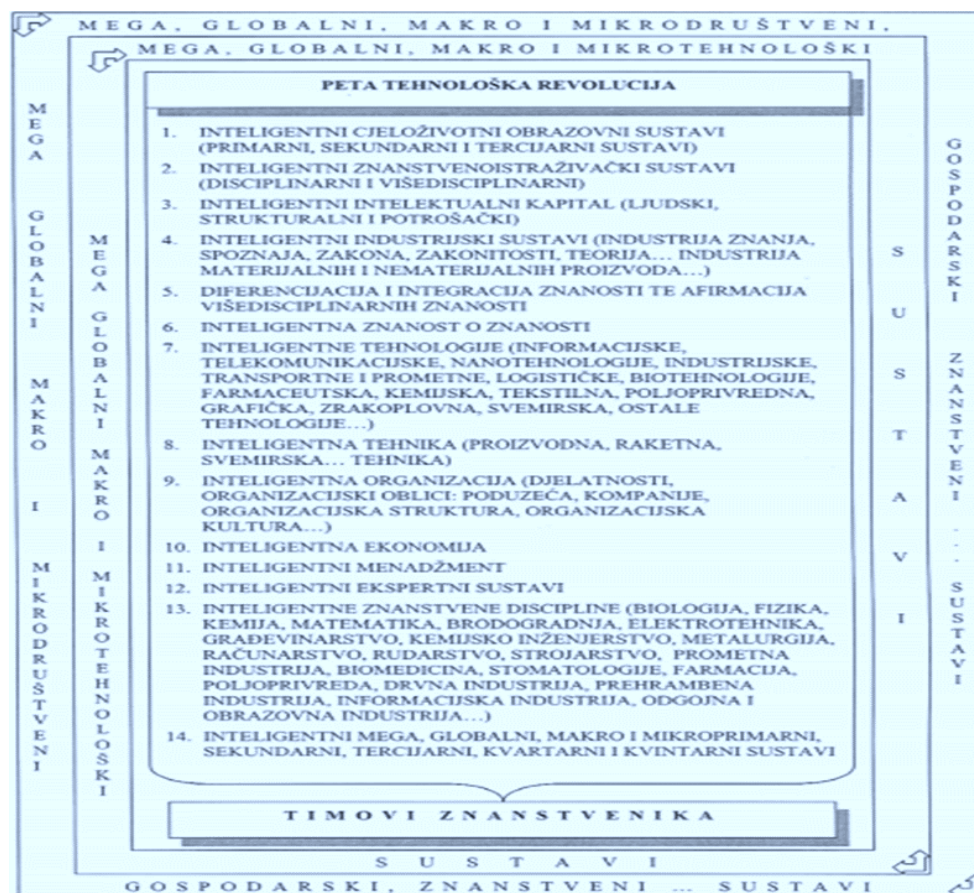 MEGA, GLOBALNI, MAKRO I MIKRODRUŠTVENI,
MEGA, GLOBALNI, MAKRO I MIKROTEHNOLOŠKI
PETA TEHNOLOŠKA REVOLUCIJA
1. INTELIGENTNI CJELOŽIVOTNI OBRAZOVNI SUSTAVI
(PRIMARNI, SEKUNDARNI I TERCIJARNI SUSTAVI)
2. INTELIGENTNI ZNANSTVENOISTRAŽIVAČKI SUSTAVI
(DISCIPLINARNI I VIŠEDISCIPLINARNI)
3. INTELIGENTNI INTELEKTUALNI KAPITAL (LJUDSKI,
STRUKTURALNI I POTROŠAČKI)
4. INTELIGENTNI INDUSTRIJSKI SUSTAVI (INDUSTRIJA ZNANJA,
SPOZNAJA, ZAKONA, ZAKONITOSTI, TEORIJA... INDUSTRIJA
MATERIJALNIH I NEMATERIJALNIH PROIZVODA...)
5. DIFERENCIJACIJA I INTEGRACIJA ZNANOSTI TE AFIRMACIJA
VIŠEDISCIPLINARNIH ZNANOSTI
6. INTELIGENTNA ZNANOST O ZNANOSTI
7. INTELIGENTNE TEHNOLOGIJE (INFORMACIJSKE,
TELEKOMUNIKACIJSKE, NANOTEHNOLOGIJE, INDUSTRIJSKE,
TRANSPORTNE I PROMETNE, LOGISTIČKE, BIOTEHNOLOGIJE,
FARMACEUTSKA, KEMIJSKA, TEKSTILNA, POLJOPRIVREDNA,
GRAFIČKA, ZRAKOPLOVNA, SVEMIRSKA, OSTALE
TEHNOLOGIJE...)
8. INTELIGENTNA TEHNIKA (PROIZVODNA, RAKETNA,
SVEMIRSKA... TEHNIKA)
9. INTELIGENTNA ORGANIZACIJA (DJELATNOSTI,
ORGANIZACIJSKI OBLICI: PODUZEĆA, KOMPANIJE,
ORGANIZACIJSKA STRUKTURA, ORGANIZACIJSKA
KULTURA...)
10. INTELIGENTNA EKONOMIJA
11. INTELIGENTNI MENADŽMENT
12. INTELIGENTNI EKSPERTNI SUSTAVI
13. INTELIGENTNE ZNANSTVENE DISCIPLINE (BIOLOGIJA, FIZIKA,
KEMIJA, MATEMATIKA, BRODOGRADNJA, ELEKTROTEHNIKA,
GRAĐEVINARSTVO, KEMIJSKO INŽENJERSTVO, METALURGIJA,
RAČUNARSTVO, RUDARSTVO, STROJARSTVO, PROMETNA
INDUSTRIJA, BIOMEDICINA, STOMATOLOGIJE, FARMACIJA,
POLJOPRIVREDA, DRVNA INDUSTRIJA, PREHRAMBENA
INDUSTRIJA, INFORMACIJSKA INDUSTRIJA, ODGOJNA I
OBRAZOVNA INDUSTRIJA...)
14. INTELIGENTNI MEGA, GLOBALNI, MAKRO I MIKROPRIMARNI,
SEKUNDARNI, TERCIJARNI, KVARTARNI I KVINTARNI SUSTAVI
TIMOVI ZNANSTVENIKA
SUSTAVI
GOSPODARSKI, ZNANSTVENI ... SUSTAVI
MEGA GLOBALNI MAKRO I MIKRODRUŠTVENI
MEGA GLOBALNI MAKRO I MIKROTEHNOLOŠKI
SUSTAVI
GOSPODARSKI ZNANSTVENI ... SUSTAVI